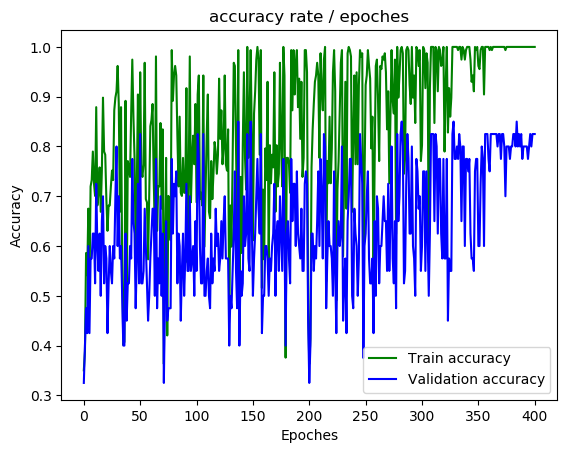 accuracy rate / epoches
Accuracy
1.0
0.9
0.8
0.7
0.6
0.5
0.4
0.3
Train accuracy
Validation accuracy
0 50 100 150 200 250 300 350 400
Epoches